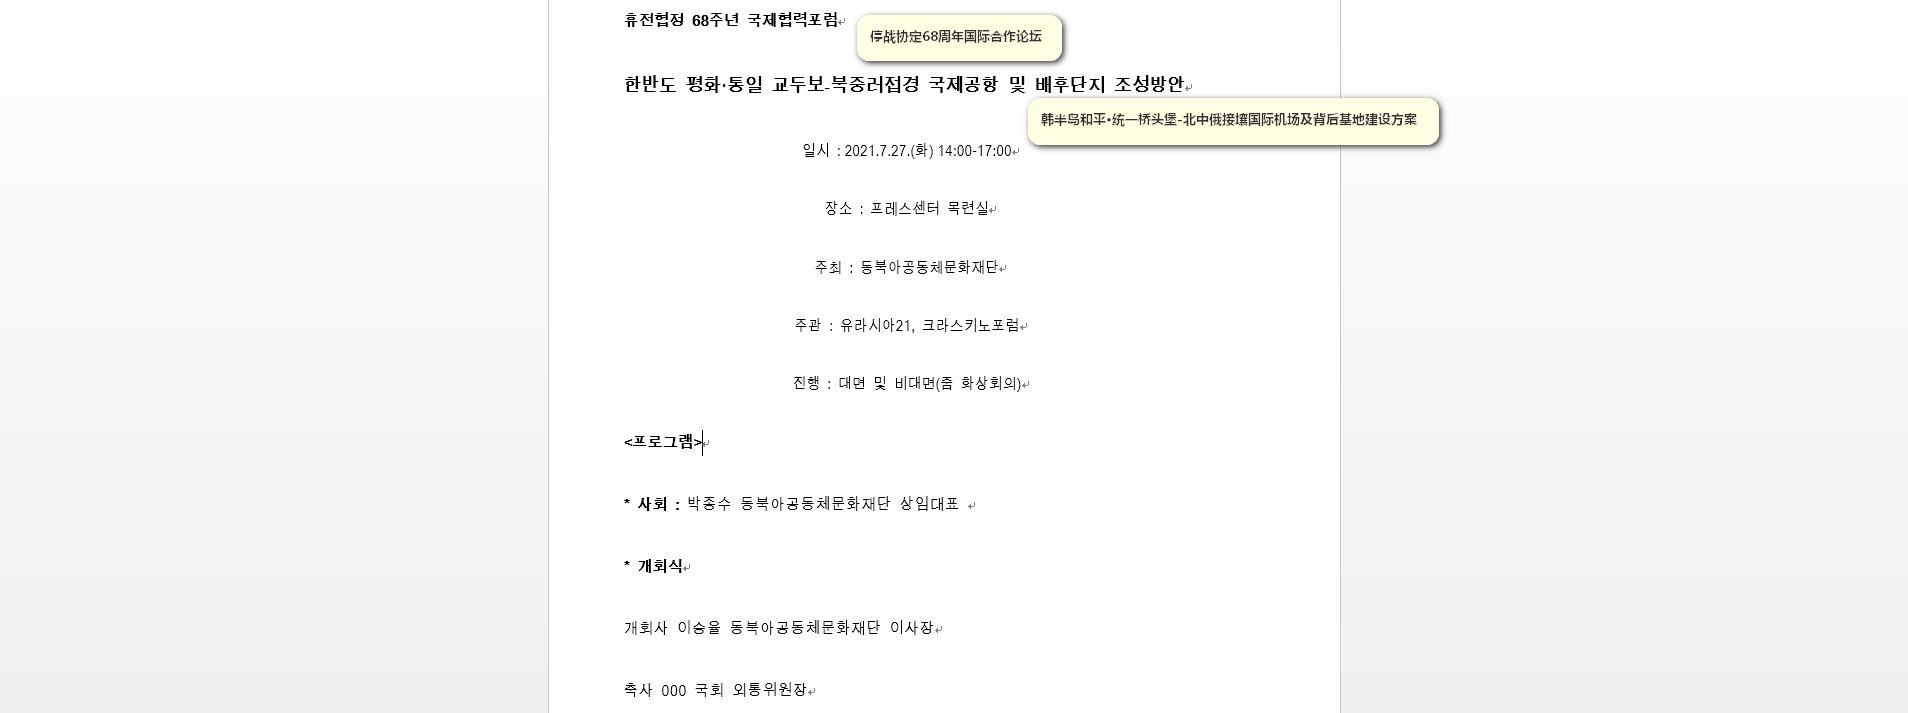 휴전협정 68주년 국제협력포럼
停战协定68周年国际合作论坛
한반도 평화·통일 교두보-북중러접경 국제공항 및 배후단지 조성방안
韩半岛和平·统一桥头堡-北中俄接壤国际机场及背后基地建设方案
일시 : 2021.7.27.(화) 14:00-17:00
장소 : 프레스센터 목련실
주최 : 동북아공동체문화재단
주관 : 유라시아21, 크라스키노포럼
진행 : 대면 및 비대면(줌 화상회의)
<프로그램>
* 사회 : 박종수 동북아공동체문화재단 상임대표
* 개회식
개회사 이승율 동북아공동체문화재단 이사장
축사 000 국회 외통위원장